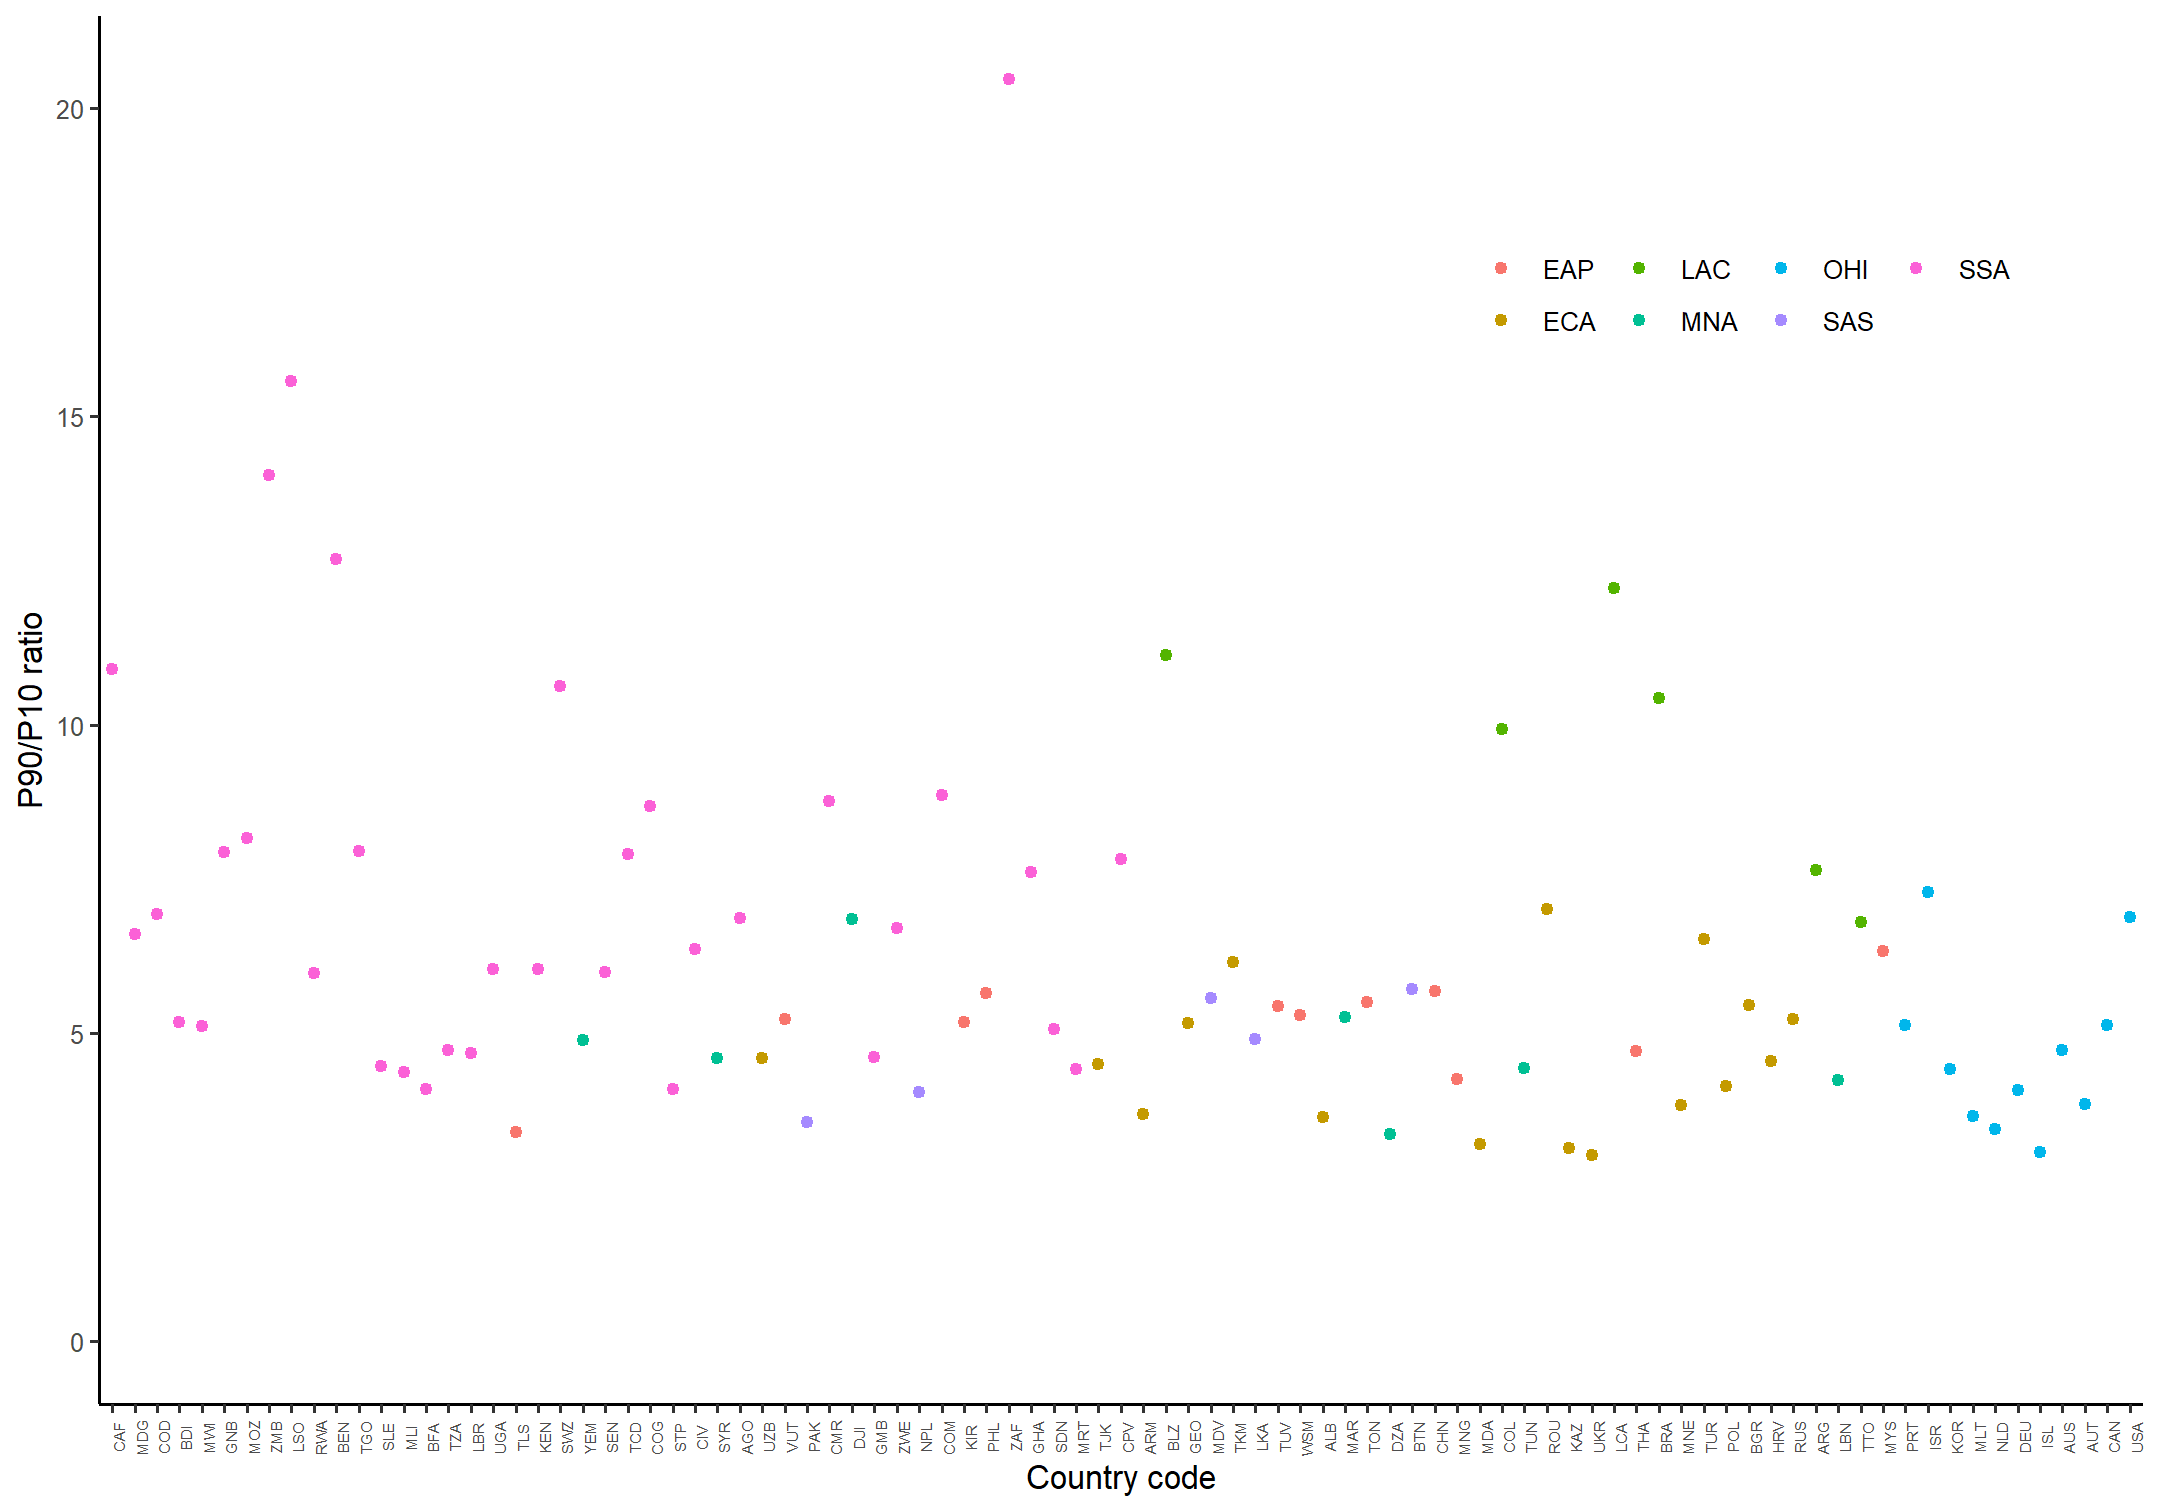 20
15
10
5
0
P90/P10 ratio
EAP LAC OHI SSA
ECA MNA SAS
CAF MDG COD BDI MWI GNB MOZ ZMB LSO RWA BEN TGO SLE MLI BFA TZA LBR UGA TLS KEN SWZ YEM SEN TCD COG STP CIV SYR AGO UZB VUT PAK CMR DJI GMB ZWE NPL COM KIR PHL ZAF GHA SDN MRT TJK CPV ARM BLZ GEO MDV TKM LKA TUV WSM ALB MAR TON DZA BTN CHN MNG MDA COL TUN ROU KAZ UKR LCA THA BRA MNE TUR POL BGR HRV RUS ARG LBN TTO MYS PRT ISR KOR MLT NLD DEU ISL AUS AUT CAN USA
Country code